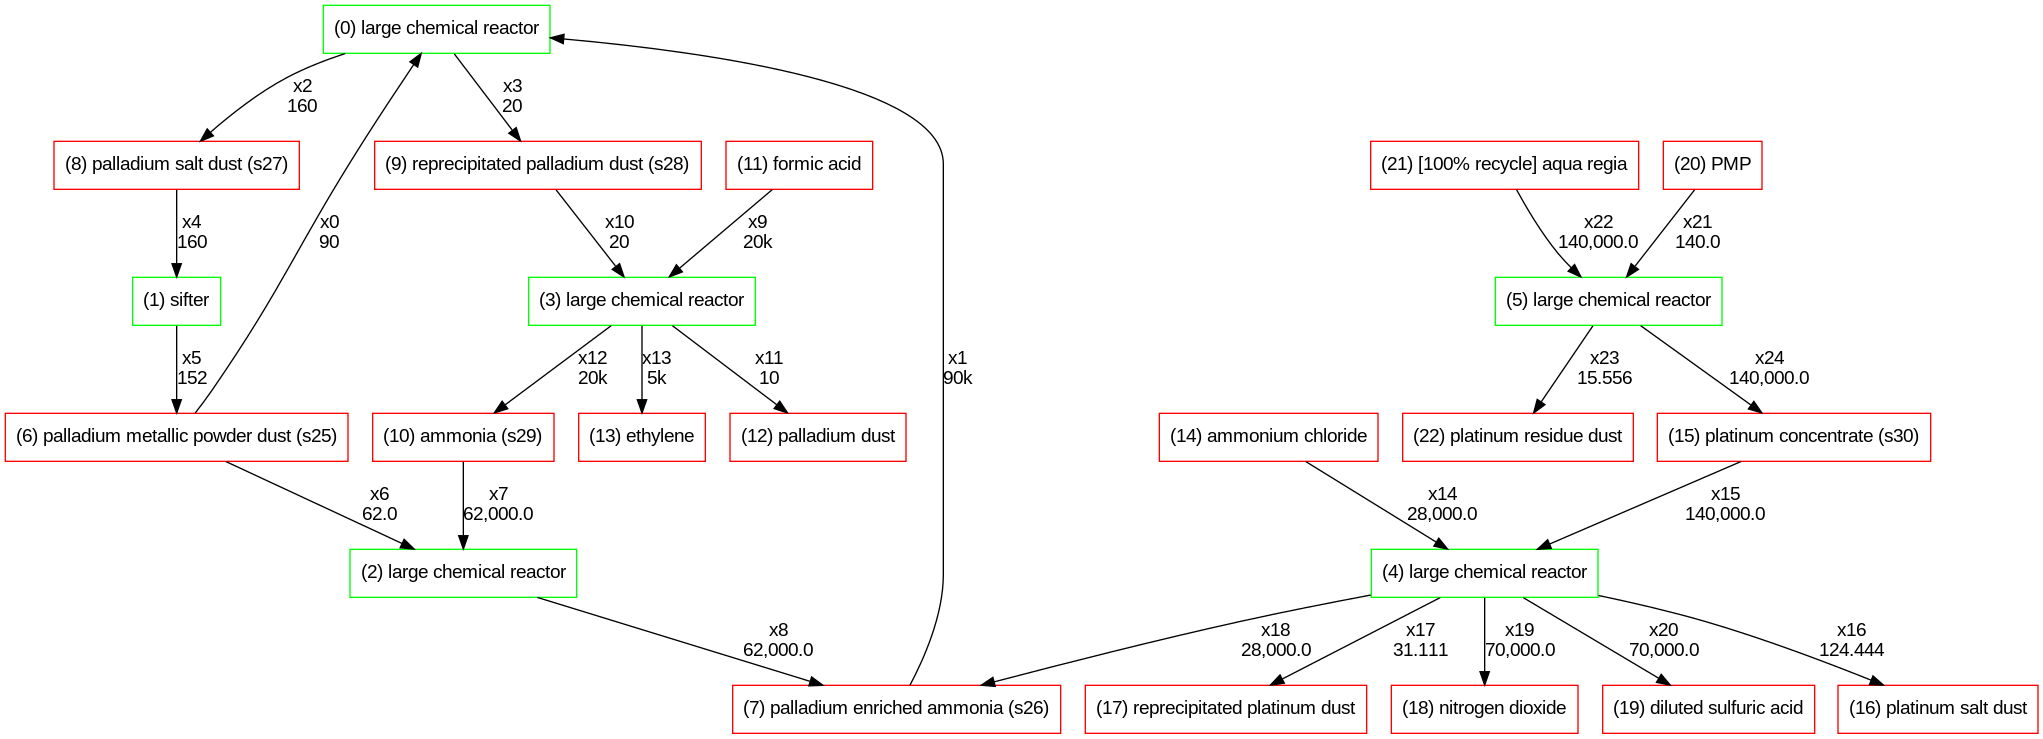 (0) large chemical reactor
x2
160
x3
20
(8) palladium salt dust (s27)
(9) reprecipitated palladium dust (s28)
(11) formic acid
(21) [100% recycle] aqua regia
(20) PMP
x4
160
x0
90
x10
20
x9
20k
x22
140,000.0
x21
140.0
(1) sifter
(3) large chemical reactor
(5) large chemical reactor
x5
152
x12
20k
x13
5k
x11
10
x1
90k
x23
15.556
x24
140,000.0
(6) palladium metallic powder dust (s25)
(10) ammonia (s29)
(13) ethylene
(12) palladium dust
(14) ammonium chloride
(22) platinum residue dust
(15) platinum concentrate (s30)
x6
62.0
x7
62,000.0
x14
28,000.0
x15
140,000.0
(2) large chemical reactor
(4) large chemical reactor
x8
62,000.0
x18
28,000.0
x17
31.111
x19
70,000.0
x20
70,000.0
x16
124.444
(7) palladium enriched ammonia (s26)
(17) reprecipitated platinum dust
(18) nitrogen dioxide
(19) diluted sulfuric acid
(16) platinum salt dust